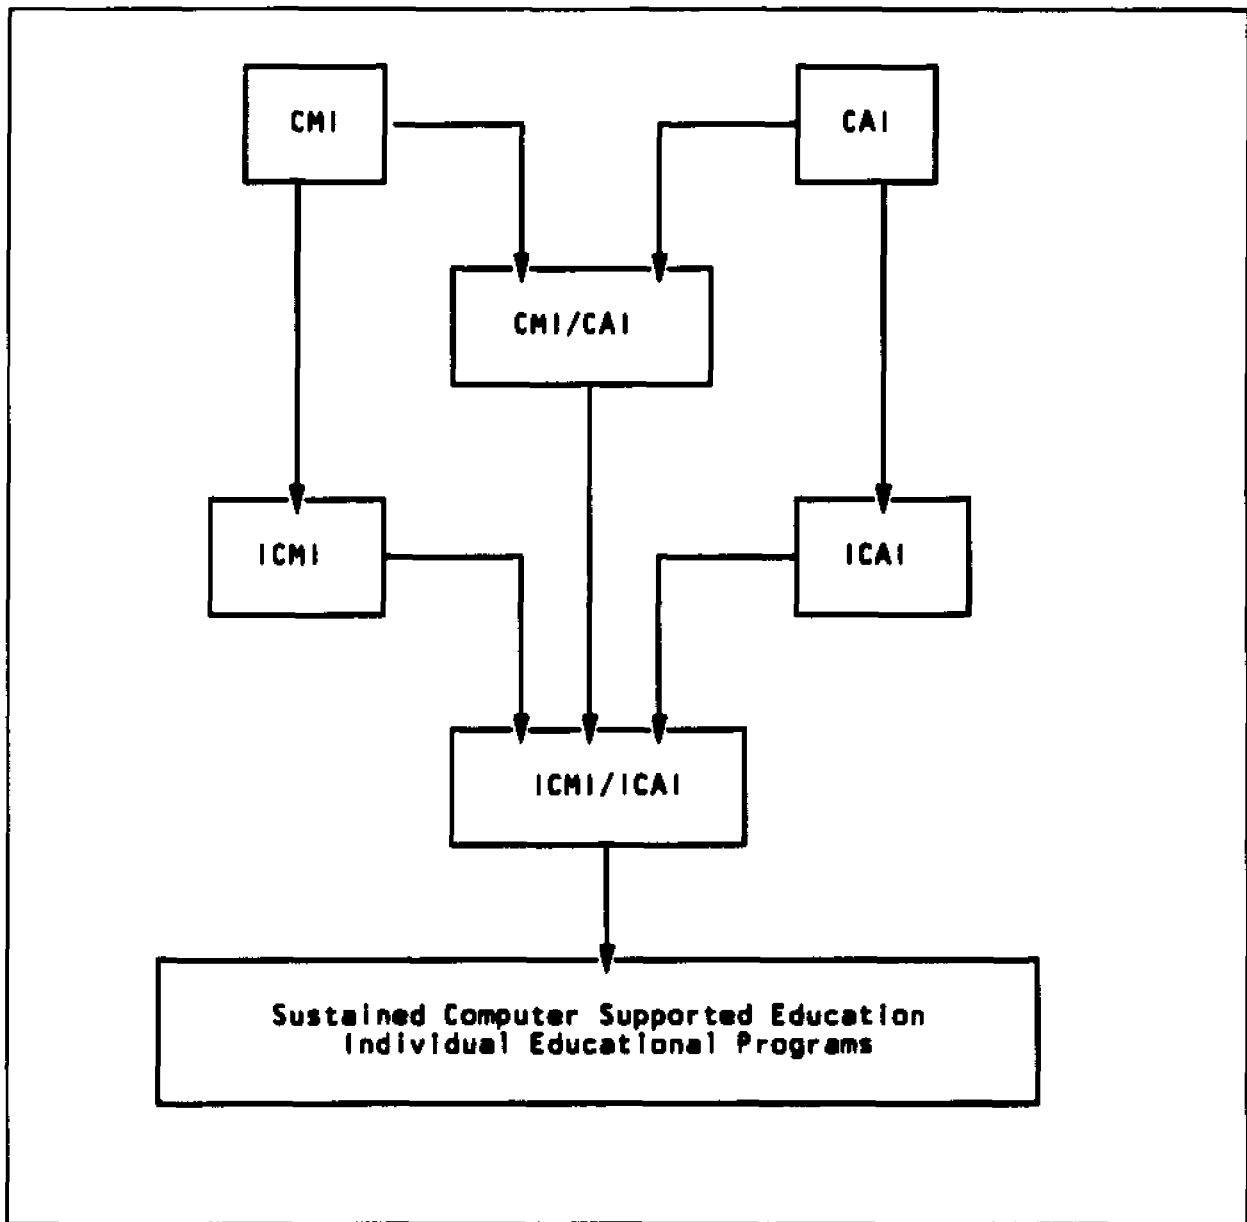 CMI
CAI
CMI/CAI
ICMI
ICAI
ICMI/ICAI
Sustained Computer Supported Education
Individual Educational Programs